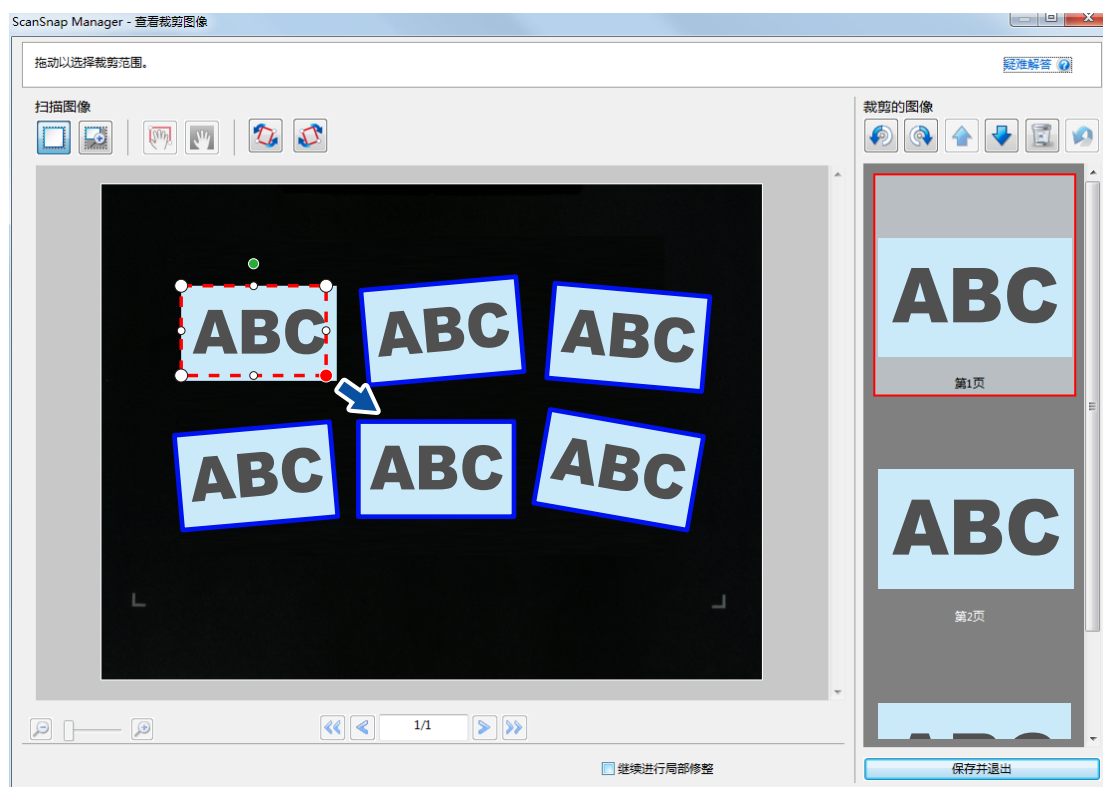 ScanSnap Manager - 查看裁剪图像
拖动以选择裁剪范围。
疑难解答
扫描图像
裁剪的图像
ABC
ABC
ABC
ABC
ABC
ABC
ABC
第1页
ABC
第2页
1/1
继续进行局部修整
保存并退出